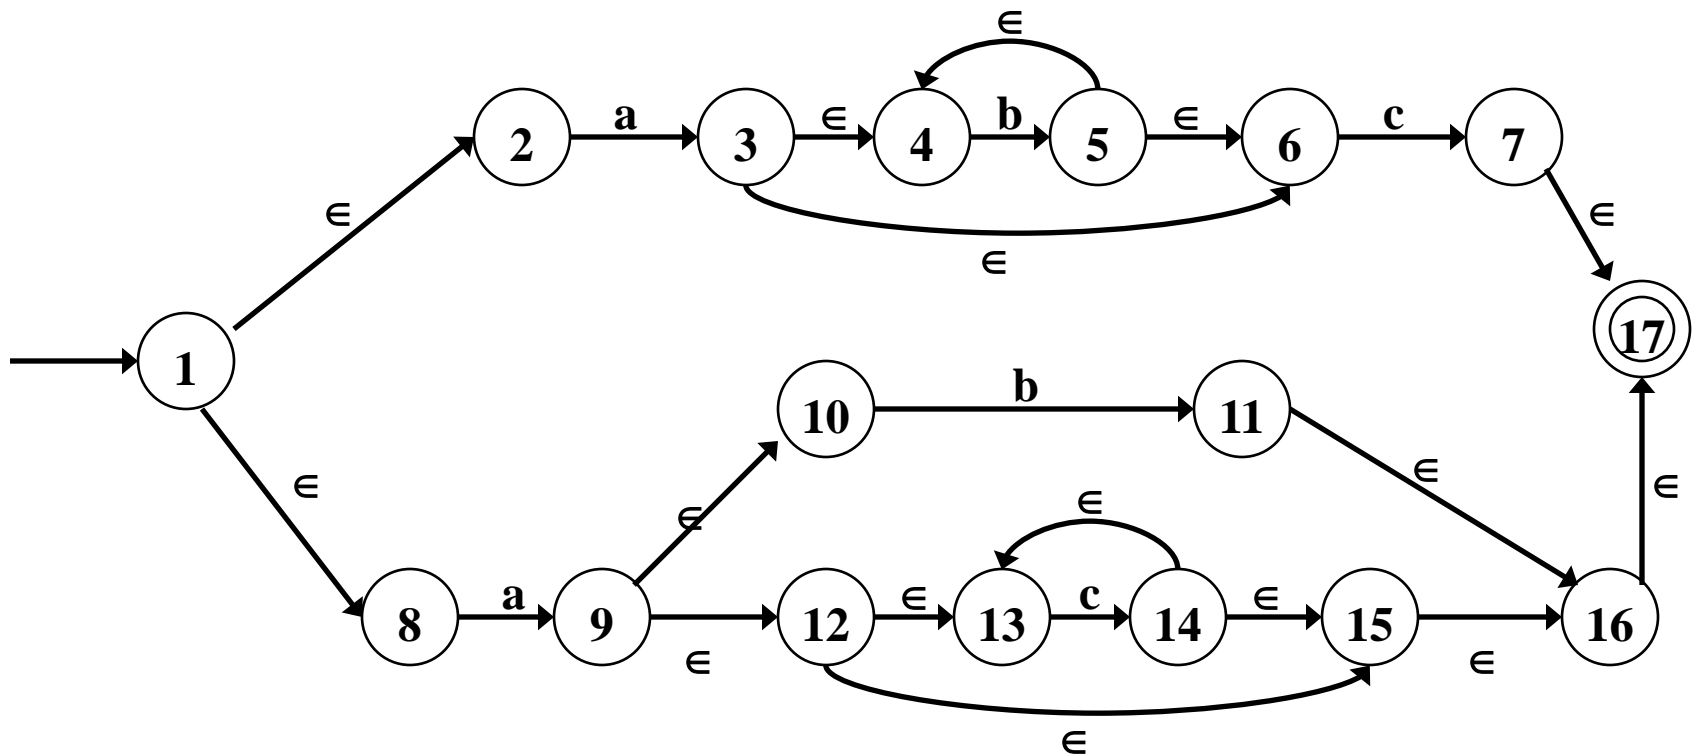 ∈
2 a 3 ∈ 4 b 5 ∈ 6 c 7
∈ ∈
∈
17
1
10 b 11
∈ ∈ ∈
∈ ∈
8 a 9 12 ∈ 13 c 14 ∈ 15 16
∈ ∈
∈